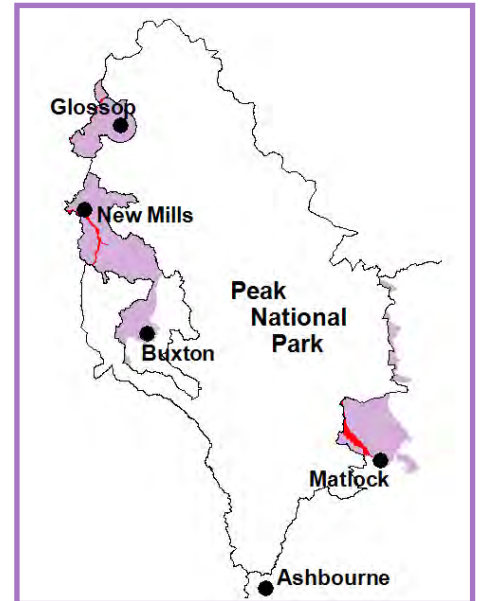 Glossop
New Mills
Peak
National
Park
Buxton
Matlock
Ashbourne